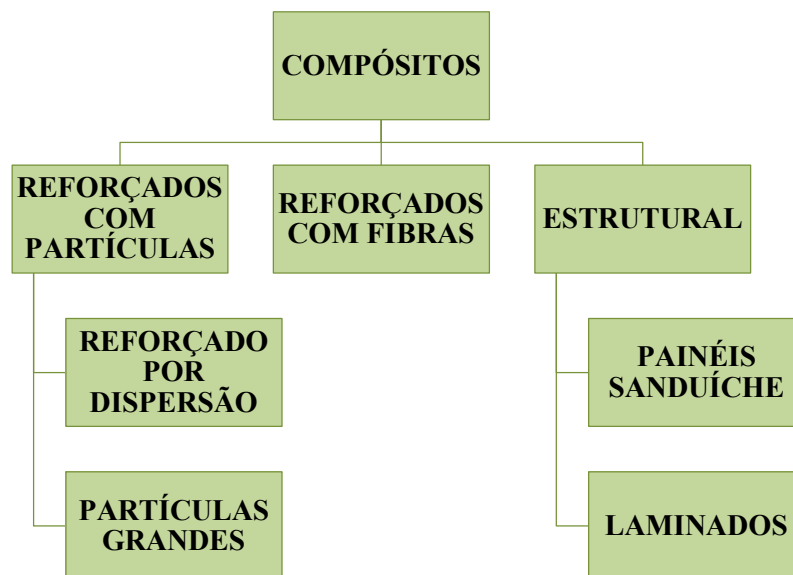 COMPÓSITOS
REFORÇADOS
COM
PARTÍCULAS
REFORÇADOS
COM FIBRAS
ESTRUTURAL
REFORÇADO
POR
DISPERSÃO
PARTÍCULAS
GRANDES
PAINÉIS
SANDUÍCHE
LAMINADOS